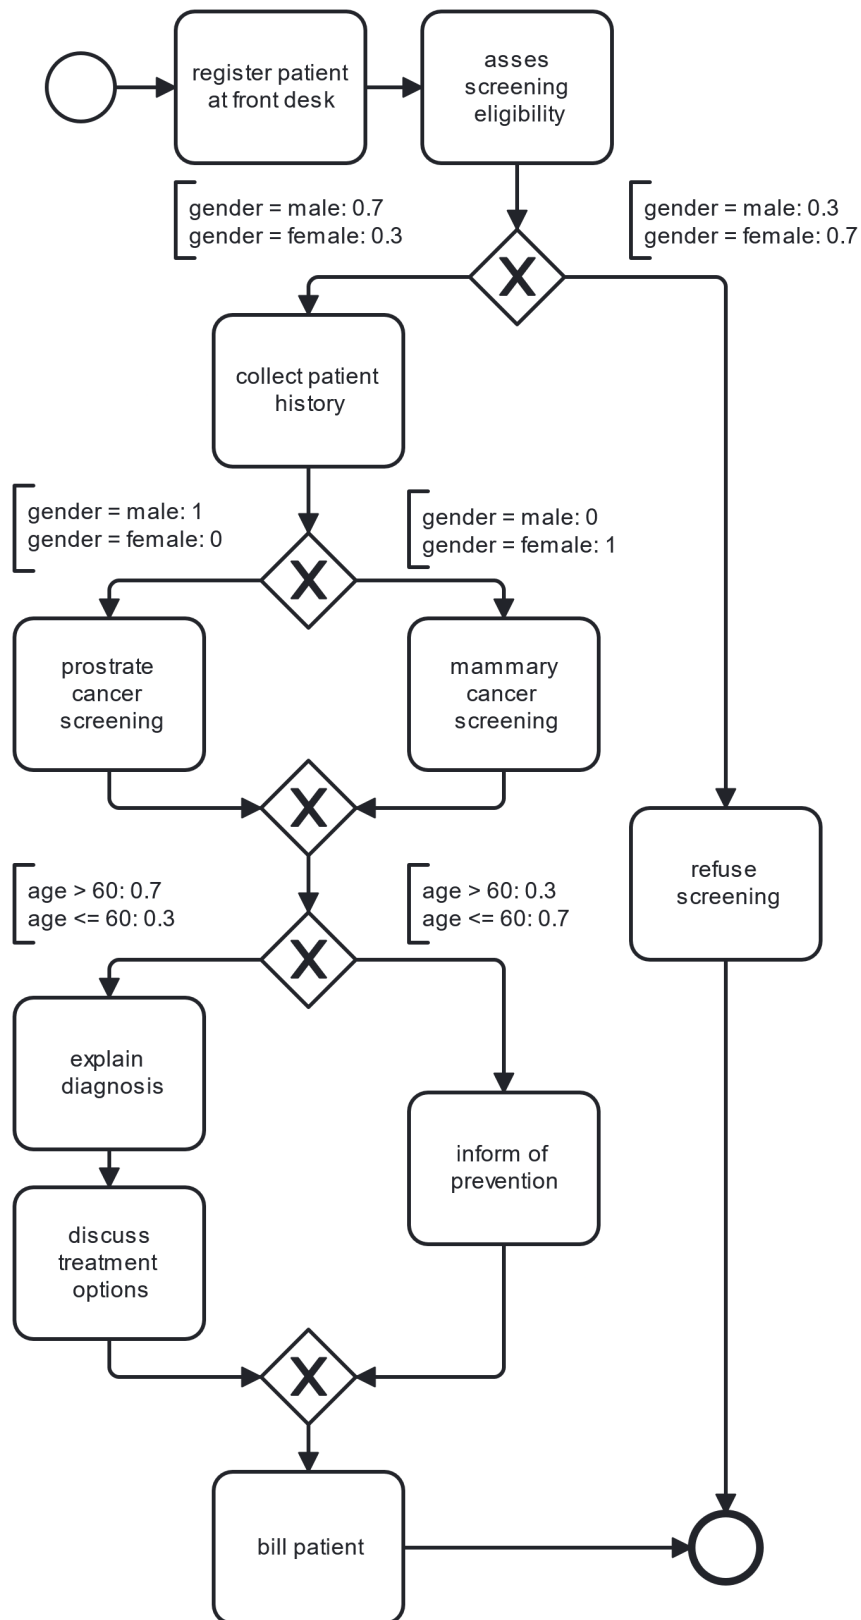 register patient
at front desk
asses
screening
eligibility
gender = male: 0.7
gender = female: 0.3
gender = male: 0.3
gender = female: 0.7
X
collect patient
history
gender = male: 1
gender = female: 0
gender = male: 0
gender = female: 1
X
prostrate
cancer
screening
mammary
cancer
screening
X
refuse
screening
age > 60: 0.7
age <= 60: 0.3
age > 60: 0.3
age <= 60: 0.7
X
explain
diagnosis
inform of
prevention
discuss
treatment
options
X
bill patient